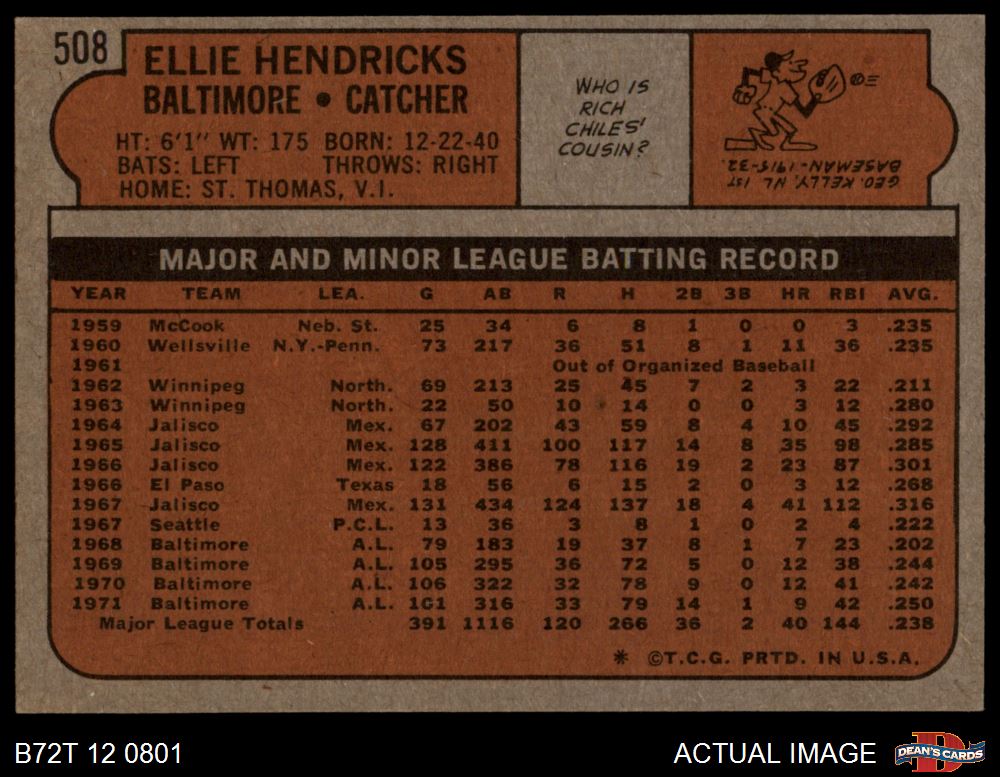 508
ELLIE HENDRICKS
BALTIMORE • CATCHER
HT: 6'1" WT: 175 BORN: 12-22-40
BATS: LEFT THROWS: RIGHT
HOME: ST. THOMAS, V.I.
WHO IS
RICH
CHILES'
COUSIN?
GEO. KELLY, NL 1ST
BASEMAN-1915-32.
MAJOR AND MINOR LEAGUE BATTING RECORD
YEAR TEAM LEA. G AB R H 2B 3B HR RBI AVG.
1959 McCook Neb. St. 25 34 6 8 1 0 0 3 .235
1960 Wellsville N.Y.-Penn. 73 217 36 51 8 1 11 36 .235
1961 Out of Organized Baseball
1962 Winnipeg North. 69 213 25 45 7 2 3 22 .211
1963 Winnipeg North. 22 50 10 14 0 0 3 12 .280
1964 Jalisco Mex. 67 202 43 59 8 4 10 45 .292
1965 Jalisco Mex. 128 411 100 117 14 8 35 98 .285
1966 Jalisco Mex. 122 386 78 116 19 2 23 87 .301
1966 El Paso Texas 18 56 6 15 2 0 3 12 .268
1967 Jalisco Mex. 131 434 124 137 18 4 41 112 .316
1967 Seattle P.C.L. 13 36 3 8 1 0 2 4 .222
1968 Baltimore A.L. 79 183 19 37 8 1 7 23 .202
1969 Baltimore A.L. 105 295 36 72 5 0 12 38 .244
1970 Baltimore A.L. 106 322 32 78 9 0 12 41 .242
1971 Baltimore A.L. 101 316 33 79 14 1 9 42 .250
Major League Totals 391 1116 120 266 36 2 40 144 .238
* ©T.C.G. PRTD. IN U.S.A.
B72T 12 0801
ACTUAL IMAGE
D
DEAN'S CARDS